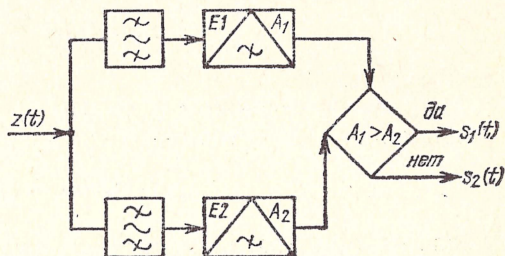 E1 A₁
z(t)
A₁ > A₂
да
s₁(t)
нет
s₂(t)
E2 A₂